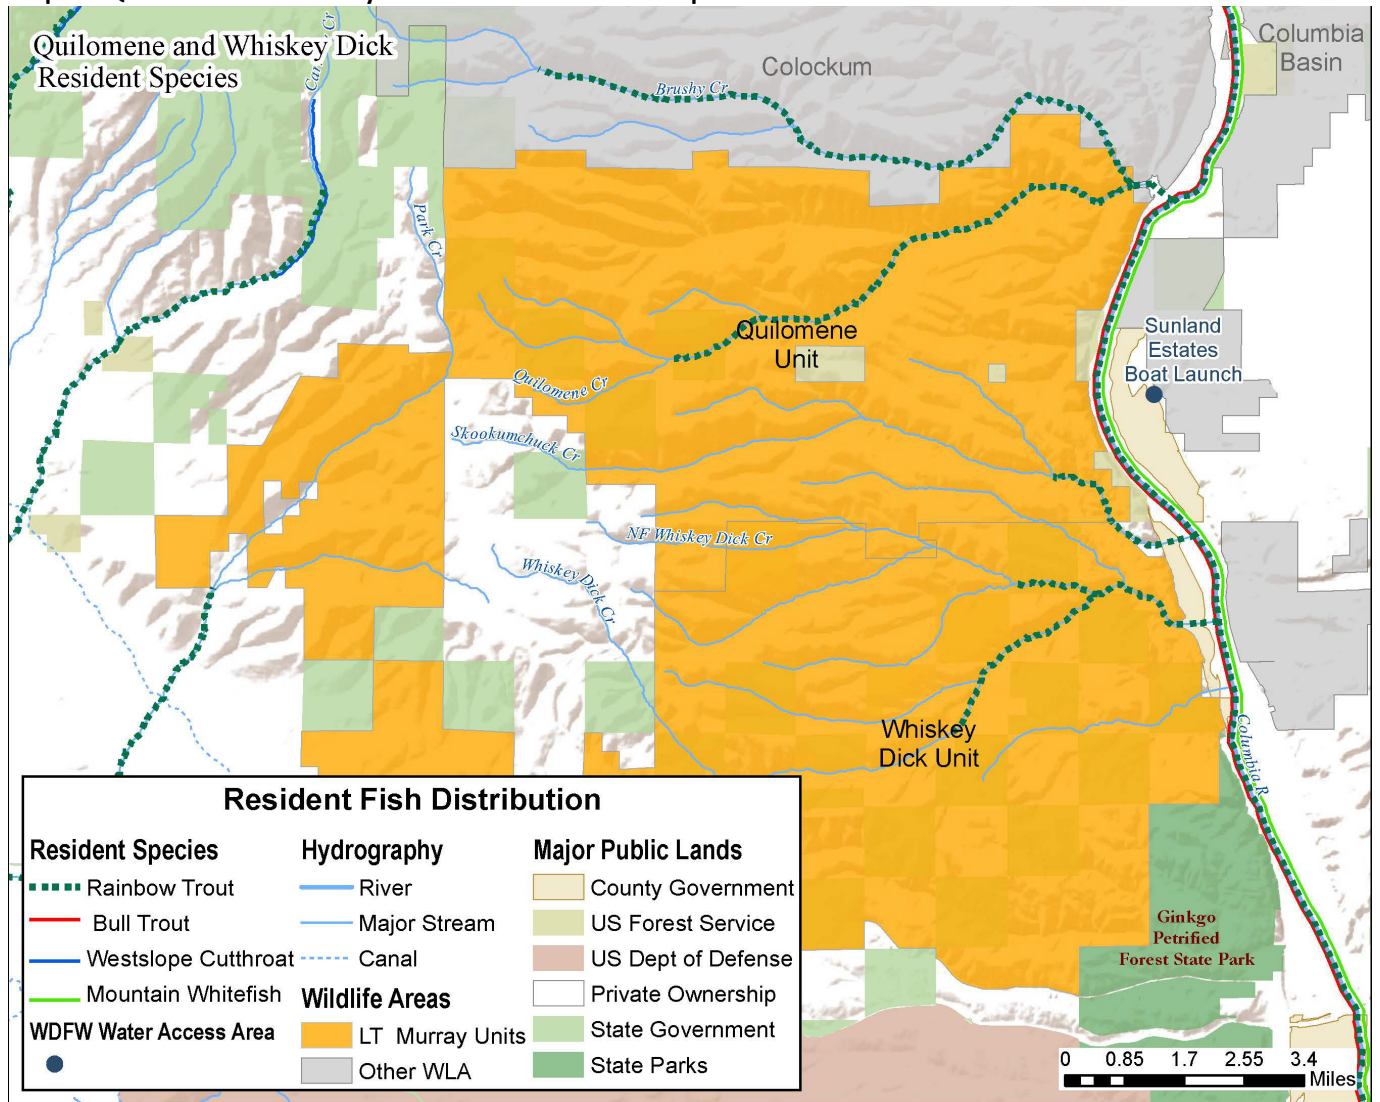 Quilomene and Whiskey Dick
Resident Species
Cr
Colockum
Columbia
Basin
Brushy Cr
Park Cr
Quilomene
Unit
Sunland
Estates
Boat Launch
Quilomene Cr
Skookumchuck Cr
NF Whiskey Dick Cr
Whiskey Dick Cr
Whiskey
Dick Unit
Columbia R
Ginkgo
Petrified
Forest State Park
Resident Fish Distribution
Resident Species
Rainbow Trout
Bull Trout
Westslope Cutthroat
Mountain Whitefish
WDFW Water Access Area
Hydrography
River
Major Stream
Canal
Wildlife Areas
LT Murray Units
Other WLA
Major Public Lands
County Government
US Forest Service
US Dept of Defense
Private Ownership
State Government
State Parks
0 0.85 1.7 2.55 3.4
Miles